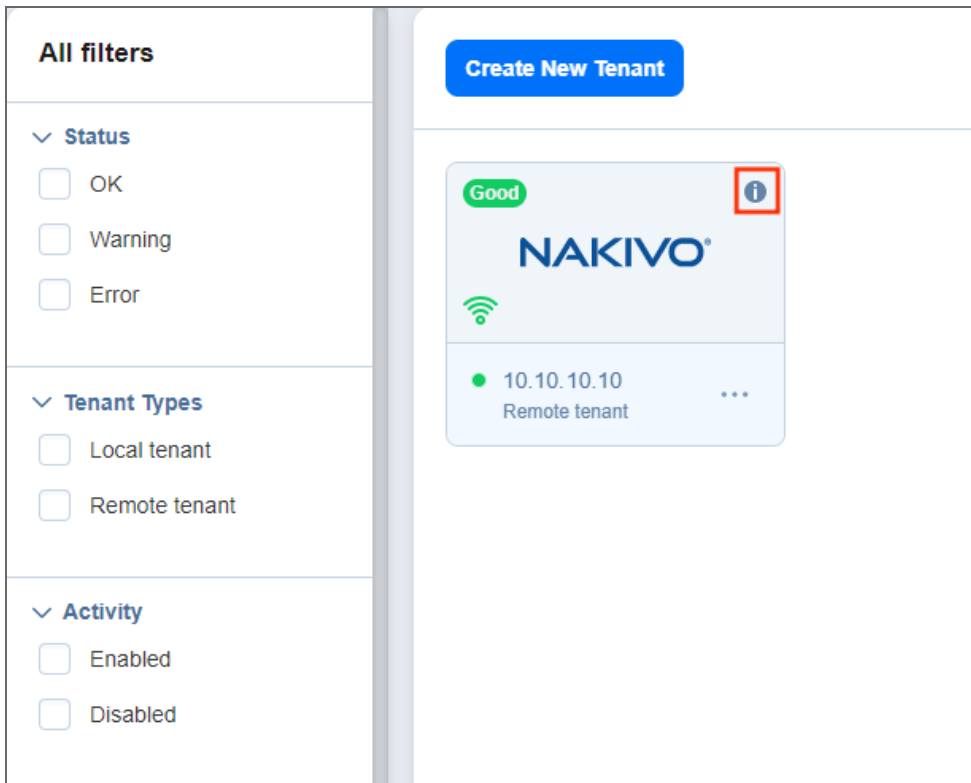 All filters
Status
OK
Warning
Error
Tenant Types
Local tenant
Remote tenant
Activity
Enabled
Disabled
Create New Tenant
Good
NAKIVO®
10.10.10.10
Remote tenant